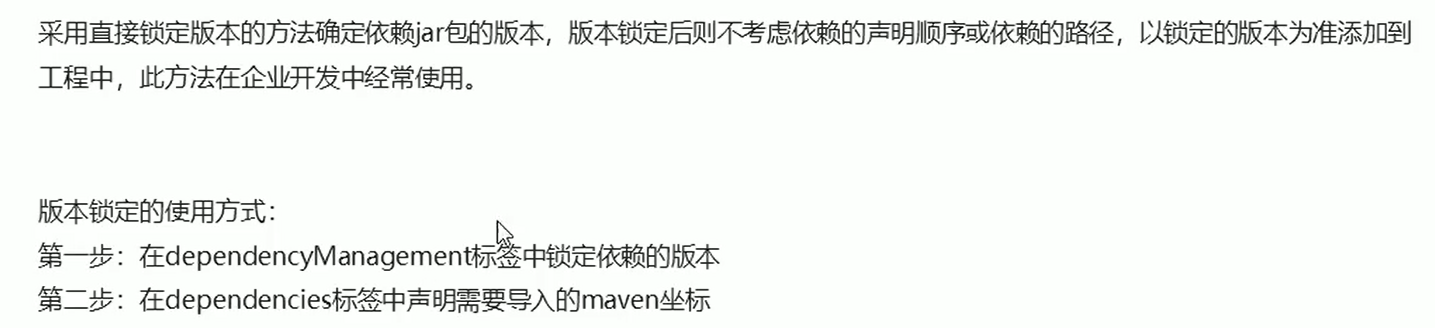 采用直接锁定版本的方法确定依赖jar包的版本，版本锁定后则不考虑依赖的声明顺序或依赖的路径，以锁定的版本为准添加到
工程中，此方法在企业开发中经常使用。
版本锁定的使用方式：
第一步：在dependencyManagement标签中锁定依赖的版本
第二步：在dependencies标签中声明需要导入的maven坐标